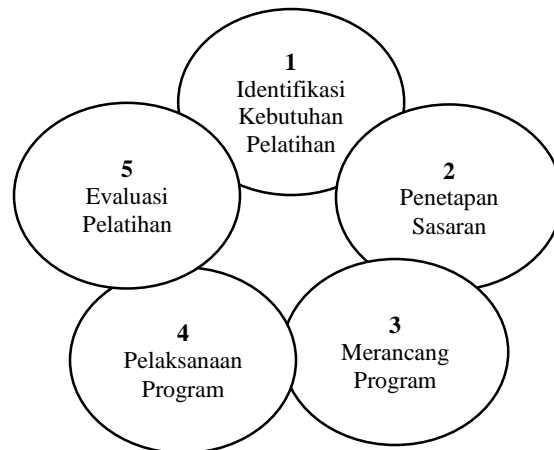 1
Identifikasi
Kebutuhan
Pelatihan
2
Penetapan
Sasaran
3
Merancang
Program
4
Pelaksanaan
Program
5
Evaluasi
Pelatihan